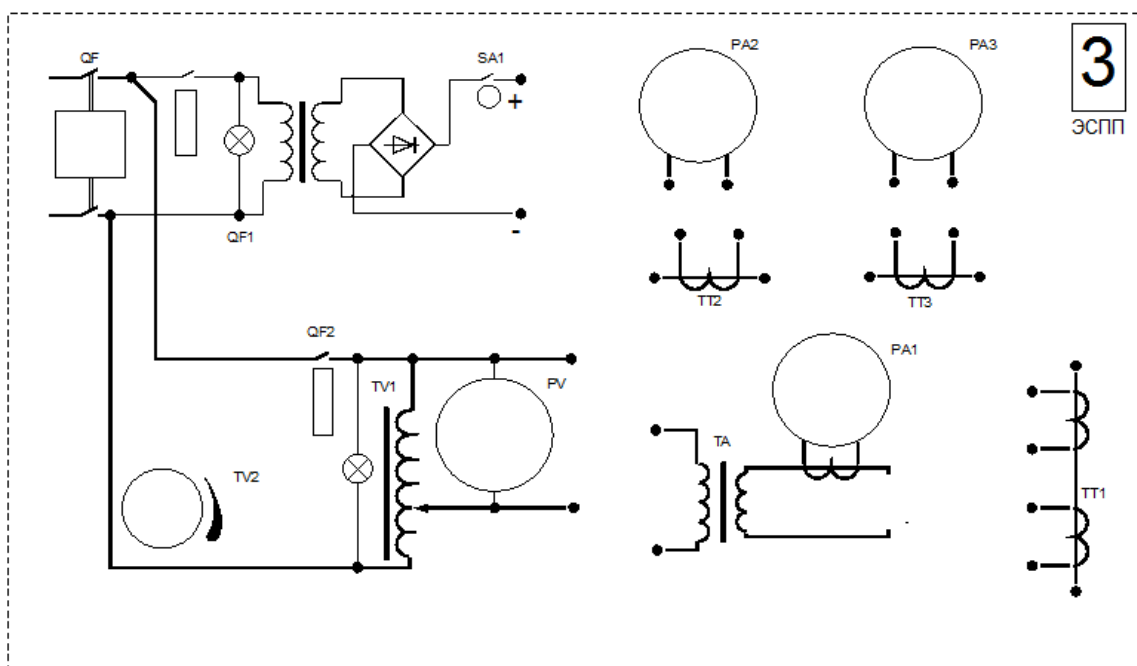 QF
SA1
PA2
PA3
3
ЭСПП
+
-
QF1
TT2
TT3
QF2
TV1
PV
PA1
TA
TV2
TT1